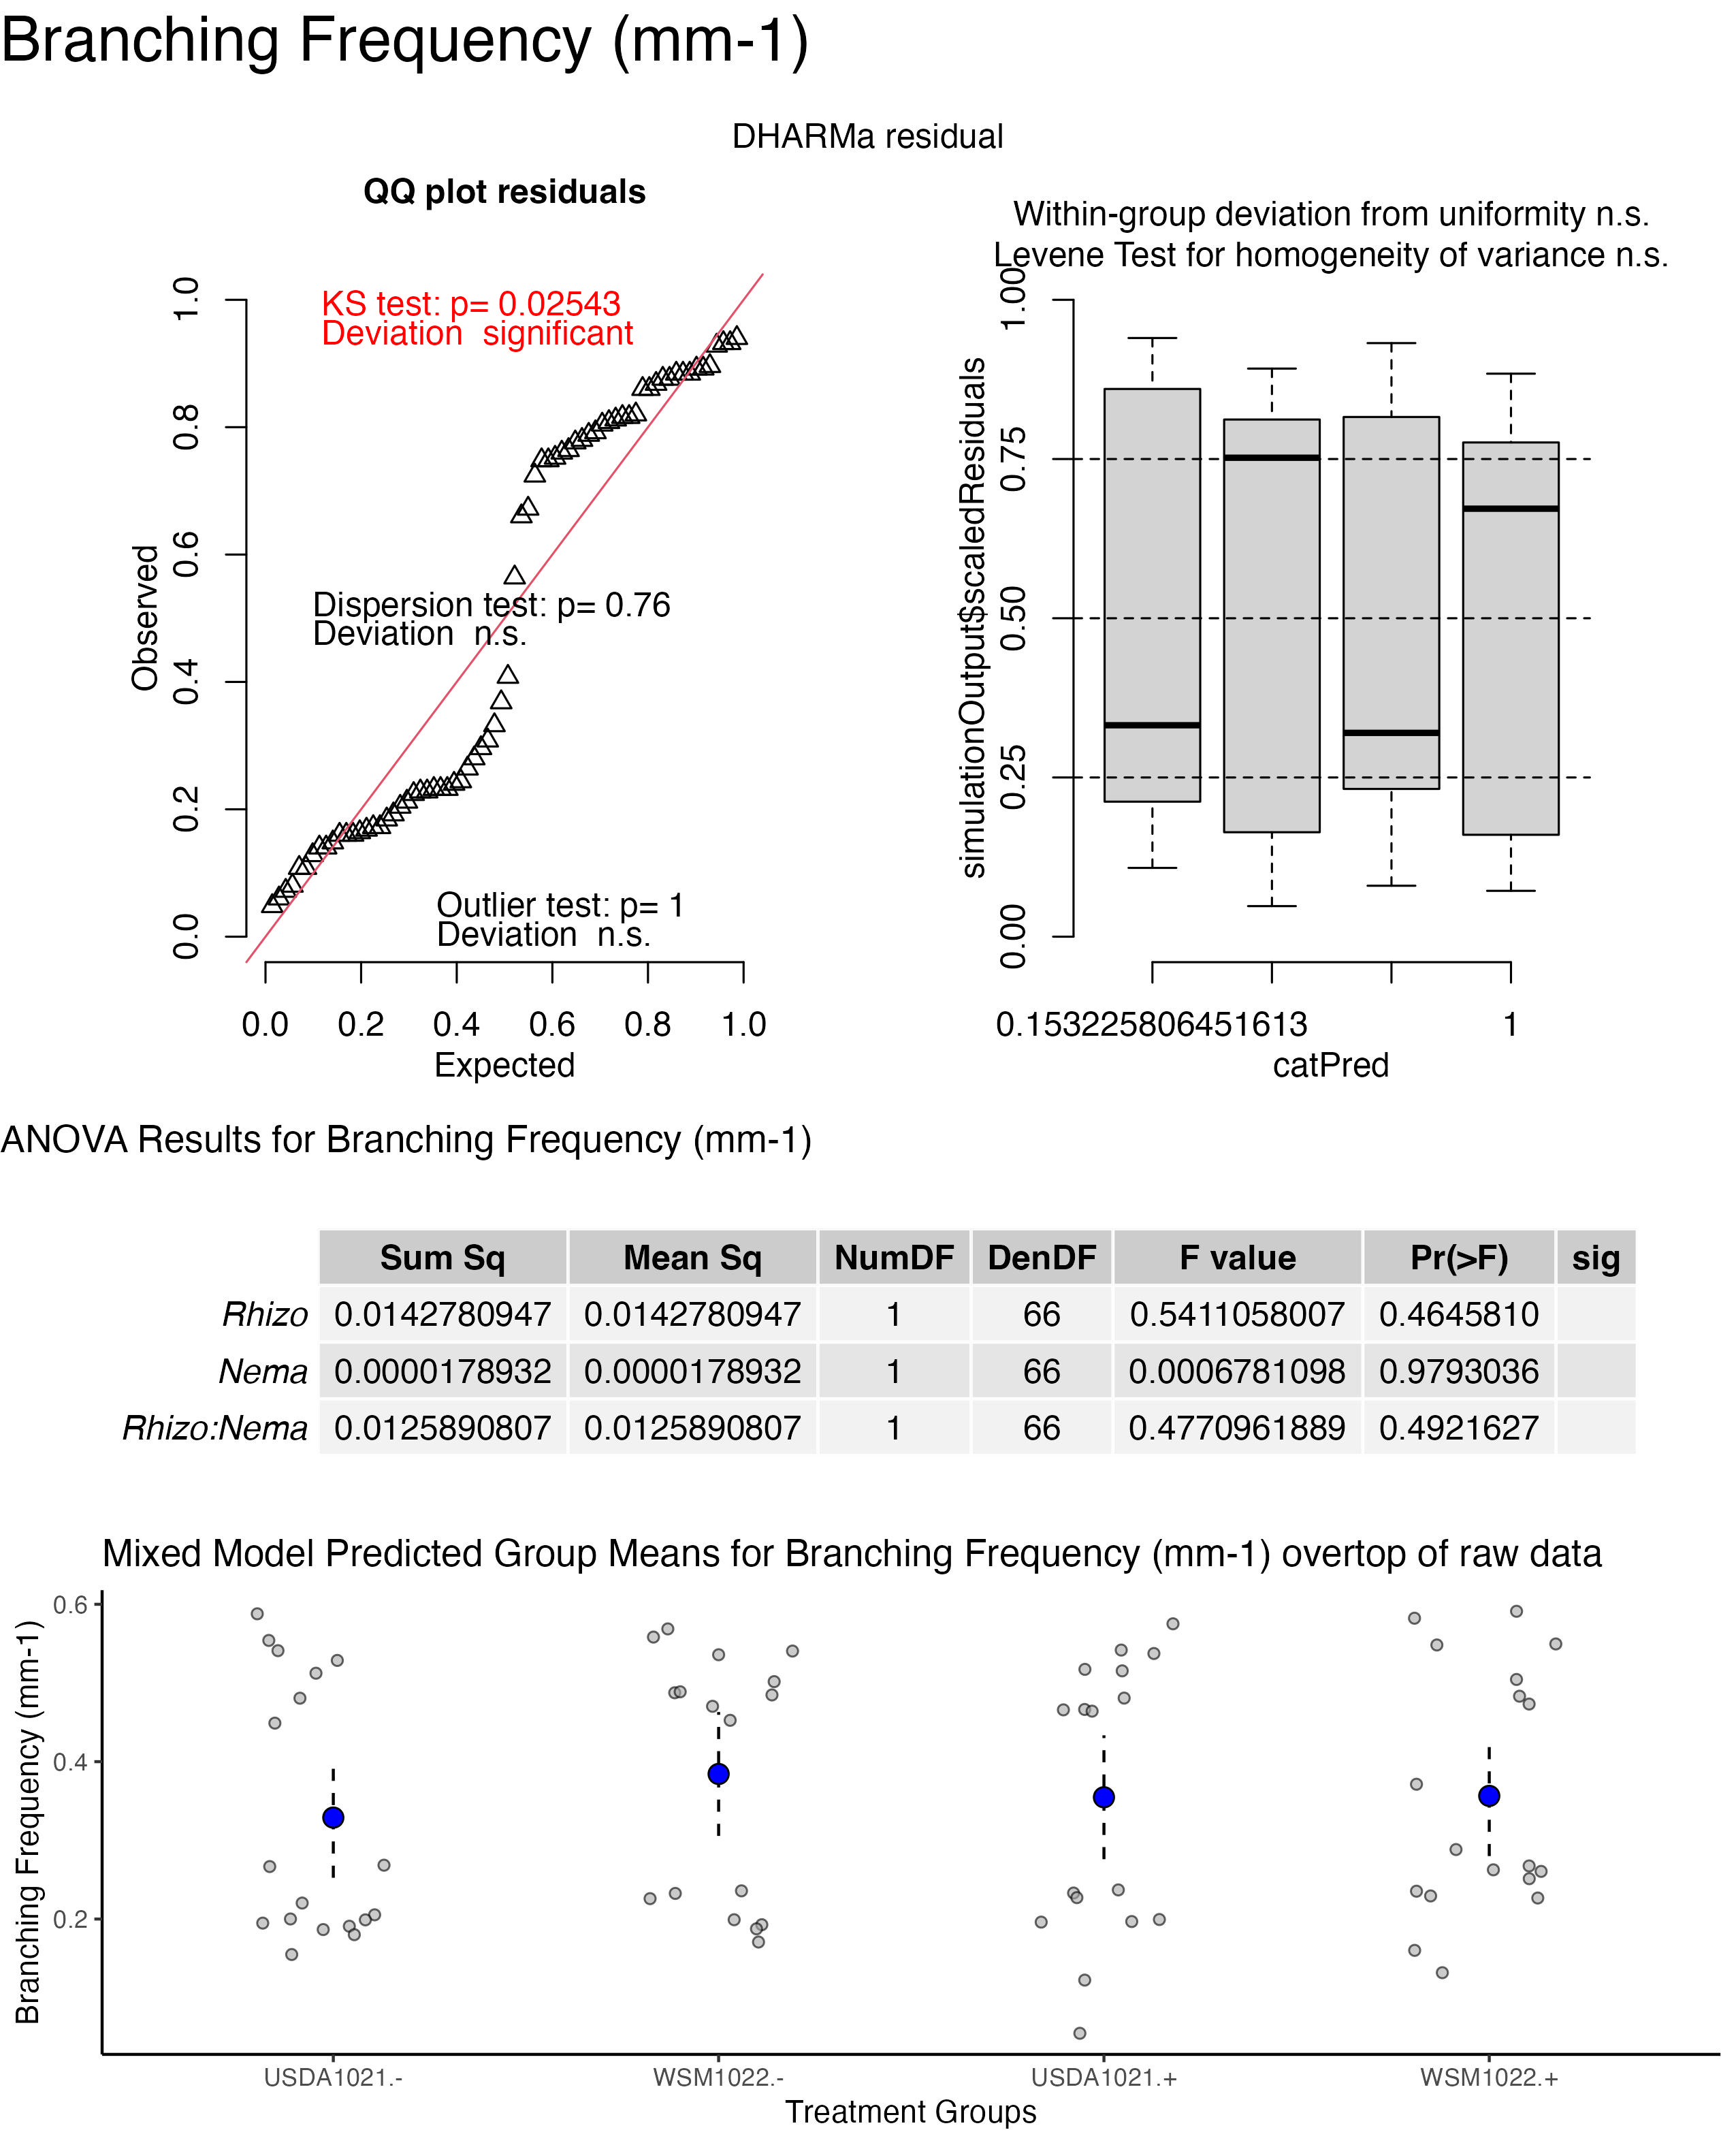 Branching Frequency (mm-1)
DHARMa residual
QQ plot residuals
KS test: p= 0.02543
Deviation  significant
Dispersion test: p= 0.76
Deviation  n.s.
Outlier test: p= 1
Deviation  n.s.
Observed
0.0 0.2 0.4 0.6 0.8 1.0
0.0 0.2 0.4 0.6 0.8 1.0
Expected
Within-group deviation from uniformity n.s.
Levene Test for homogeneity of variance n.s.
simulationOutput$scaledResiduals
0.00 0.25 0.50 0.75 1.00
0.153225806451613 1
catPred
ANOVA Results for Branching Frequency (mm-1)
Sum Sq Mean Sq NumDF DenDF F value Pr(>F) sig
Rhizo 0.0142780947 0.0142780947 1 66 0.5411058007 0.4645810
Nema 0.0000178932 0.0000178932 1 66 0.0006781098 0.9793036
Rhizo:Nema 0.0125890807 0.0125890807 1 66 0.4770961889 0.4921627
Mixed Model Predicted Group Means for Branching Frequency (mm-1) overtop of raw data
Branching Frequency (mm-1)
0.6
0.4
0.2
USDA1021.- WSM1022.- USDA1021.+ WSM1022.+
Treatment Groups